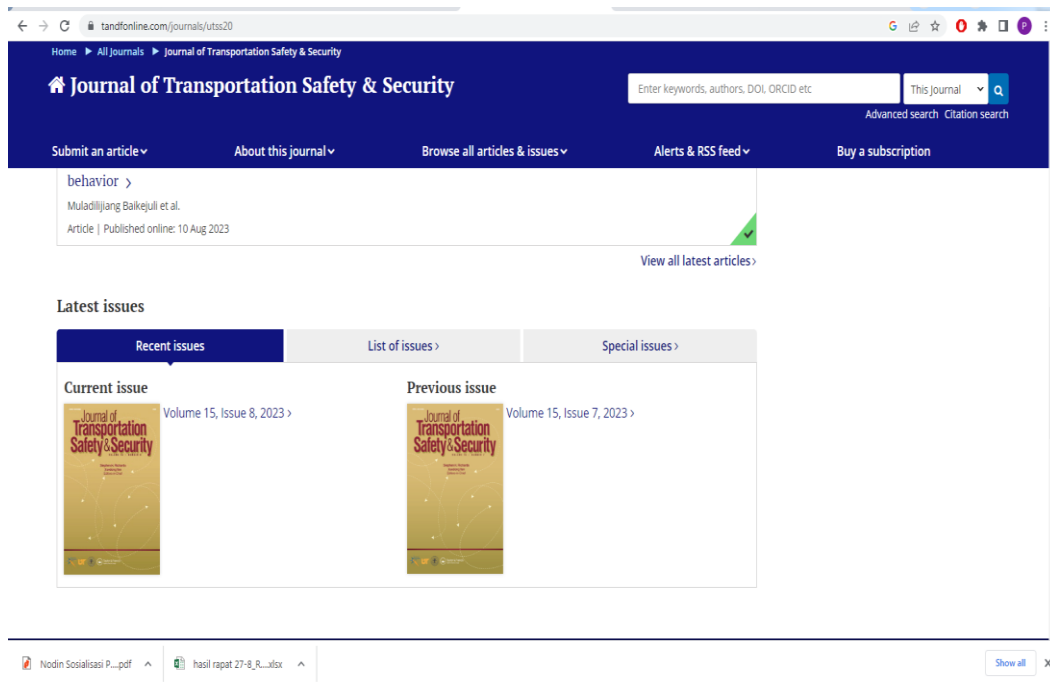 tandfonline.com/journals/utss20
Home ▶ All Journals ▶ Journal of Transportation Safety & Security
Journal of Transportation Safety & Security
Enter keywords, authors, DOI, ORCID etc
This Journal
Advanced search Citation search
Submit an article
About this journal
Browse all articles & issues
Alerts & RSS feed
Buy a subscription
behavior >
Muladilijiang Baikejuli et al.
Article | Published online: 10 Aug 2023
View all latest articles >
Latest issues
Recent issues
List of issues >
Special issues >
Current issue
Previous issue
Journal of
Transportation
Safety & Security
Volume 15, Issue 8, 2023 >
Journal of
Transportation
Safety & Security
Volume 15, Issue 7, 2023 >
Nodin Sosialisasi P....pdf
hasil rapat 27-8_R....xlsx
Show all